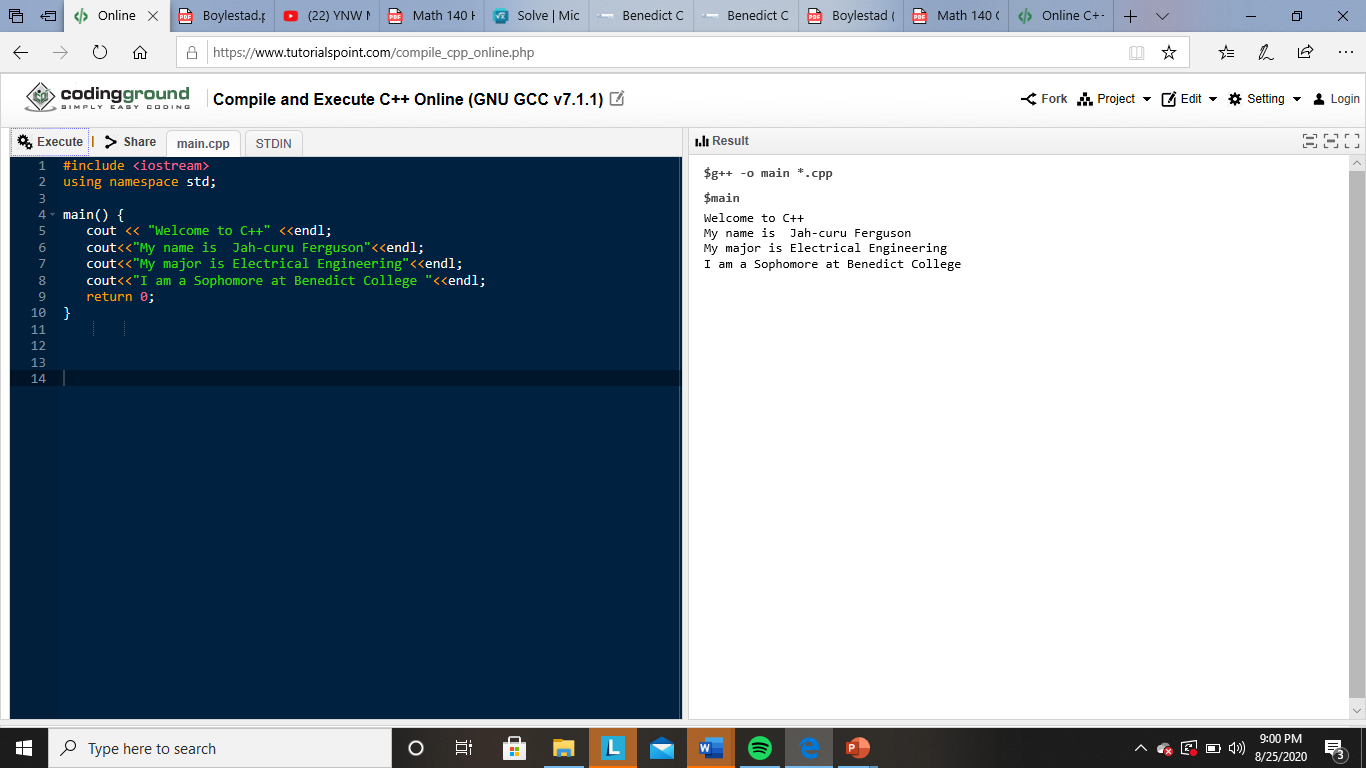 Online
Boylestad.p
(22) YNW M
Math 140 H
Solve | Mic
Benedict C
Benedict C
Boylestad (
Math 140 C
Online C++
https://www.tutorialspoint.com/compile_cpp_online.php
codingground
SIMPLY EASY CODING
Compile and Execute C++ Online (GNU GCC v7.1.1)
Fork
Project
Edit
Setting
Login
Execute | Share main.cpp STDIN
1 #include <iostream>
2 using namespace std;
3
4 main() {
5 cout << "Welcome to C++" <<endl;
6 cout<<"My name is  Jah-curu Ferguson"<<endl;
7 cout<<"My major is Electrical Engineering"<<endl;
8 cout<<"I am a Sophomore at Benedict College "<<endl;
9 return 0;
10 }
11
12
13
14
Result
$g++ -o main *.cpp
$main
Welcome to C++
My name is  Jah-curu Ferguson
My major is Electrical Engineering
I am a Sophomore at Benedict College
Type here to search
L
9:00 PM
8/25/2020
3